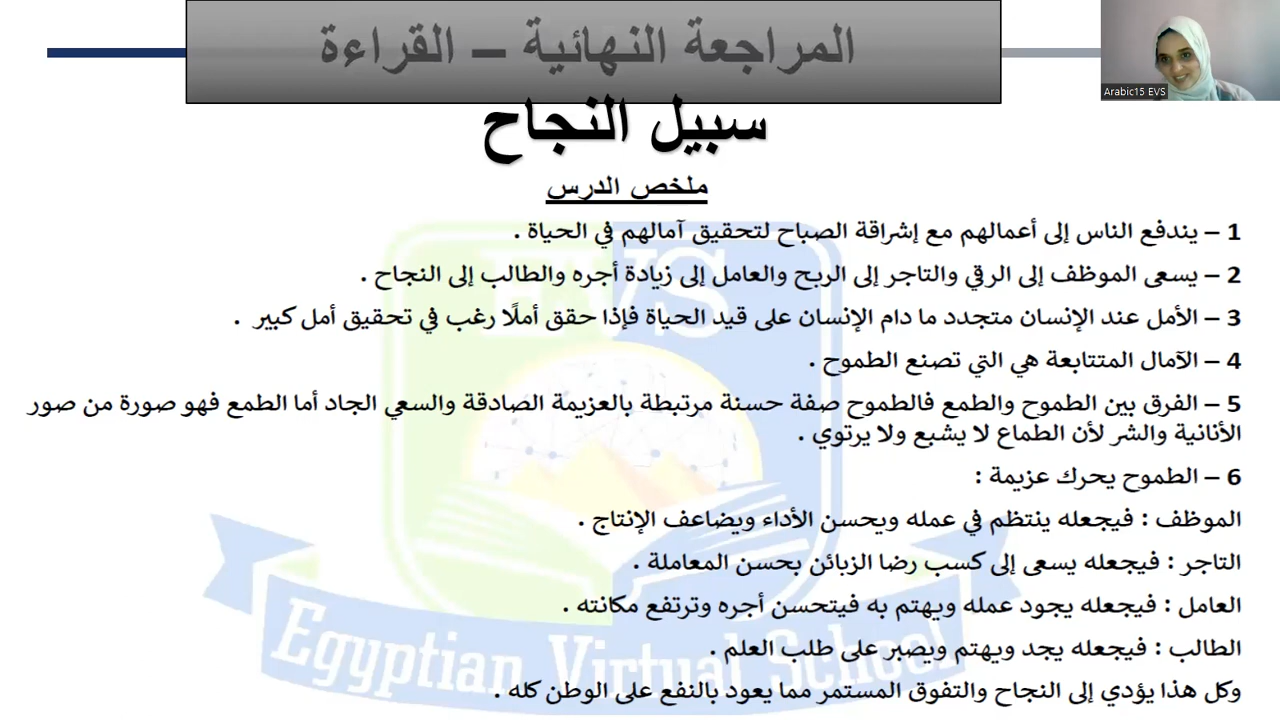 المراجعة النهائية – القراءة
Arabic15 EVS
سبيل النجاح
ملخص الدرس
1 – يندفع الناس إلى أعمالهم مع إشراقة الصباح لتحقيق آمالهم في الحياة .
2 – يسعى الموظف إلى الرقي والتاجر إلى الربح والعامل إلى زيادة أجره والطالب إلى النجاح .
3 – الأمل عند الإنسان متجدد ما دام الإنسان على قيد الحياة فإذا حقق أملًا رغب في تحقيق أمل كبير .
4 – الآمال المتتابعة هي التي تصنع الطموح .
5 – الفرق بين الطموح والطمع فالطموح صفة حسنة مرتبطة بالعزيمة الصادقة والسعي الجاد أما الطمع فهو صورة من صور
الأنانية والشر لأن الطماع لا يشبع ولا يرتوي .
6 – الطموح يحرك عزيمة :
الموظف : فيجعله ينتظم في عمله ويحسن الأداء ويضاعف الإنتاج .
التاجر : فيجعله يسعى إلى كسب رضا الزبائن بحسن المعاملة .
العامل : فيجعله يجود عمله ويهتم به فيتحسن أجره وترتفع مكانته .
الطالب : فيجعله يجد ويهتم ويصبر على طلب العلم .
وكل هذا يؤدي إلى النجاح والتفوق المستمر مما يعود بالنفع على الوطن كله .
EVS
Egyptian Virtual School